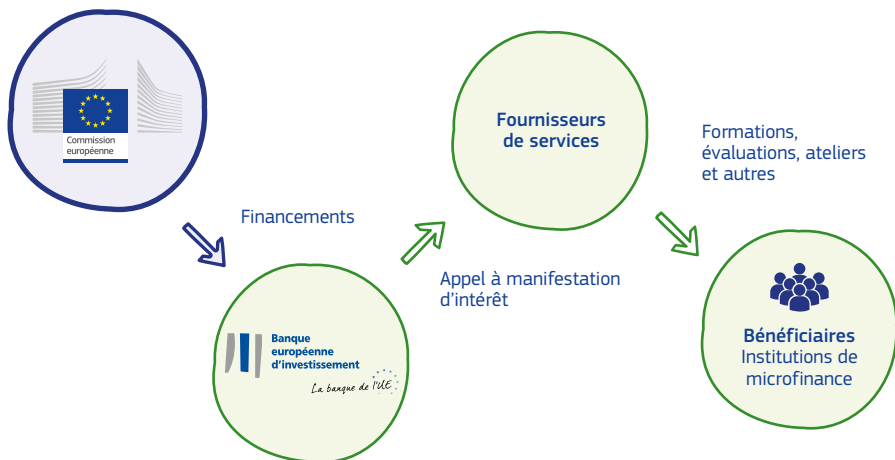 Commission
européenne
Financements
Banque
européenne
d'investissement
La banque de l'UE
Appel à manifestation
d'intérêt
Fournisseurs
de services
Formations,
évaluations, ateliers
et autres
Bénéficiaires
Institutions de
microfinance